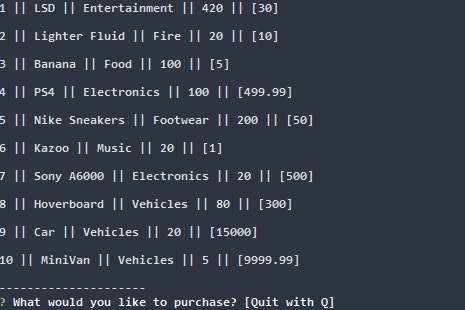 1 || LSD || Entertainment || 420 || [30]
2 || Lighter Fluid || Fire || 20 || [10]
3 || Banana || Food || 100 || [5]
4 || PS4 || Electronics || 100 || [499.99]
5 || Nike Sneakers || Footwear || 200 || [50]
6 || Kazoo || Music || 20 || [1]
7 || Sony A6000 || Electronics || 20 || [500]
8 || Hoverboard || Vehicles || 80 || [300]
9 || Car || Vehicles || 20 || [15000]
10 || MiniVan || Vehicles || 5 || [9999.99]
---------------------
? What would you like to purchase? [Quit with Q]